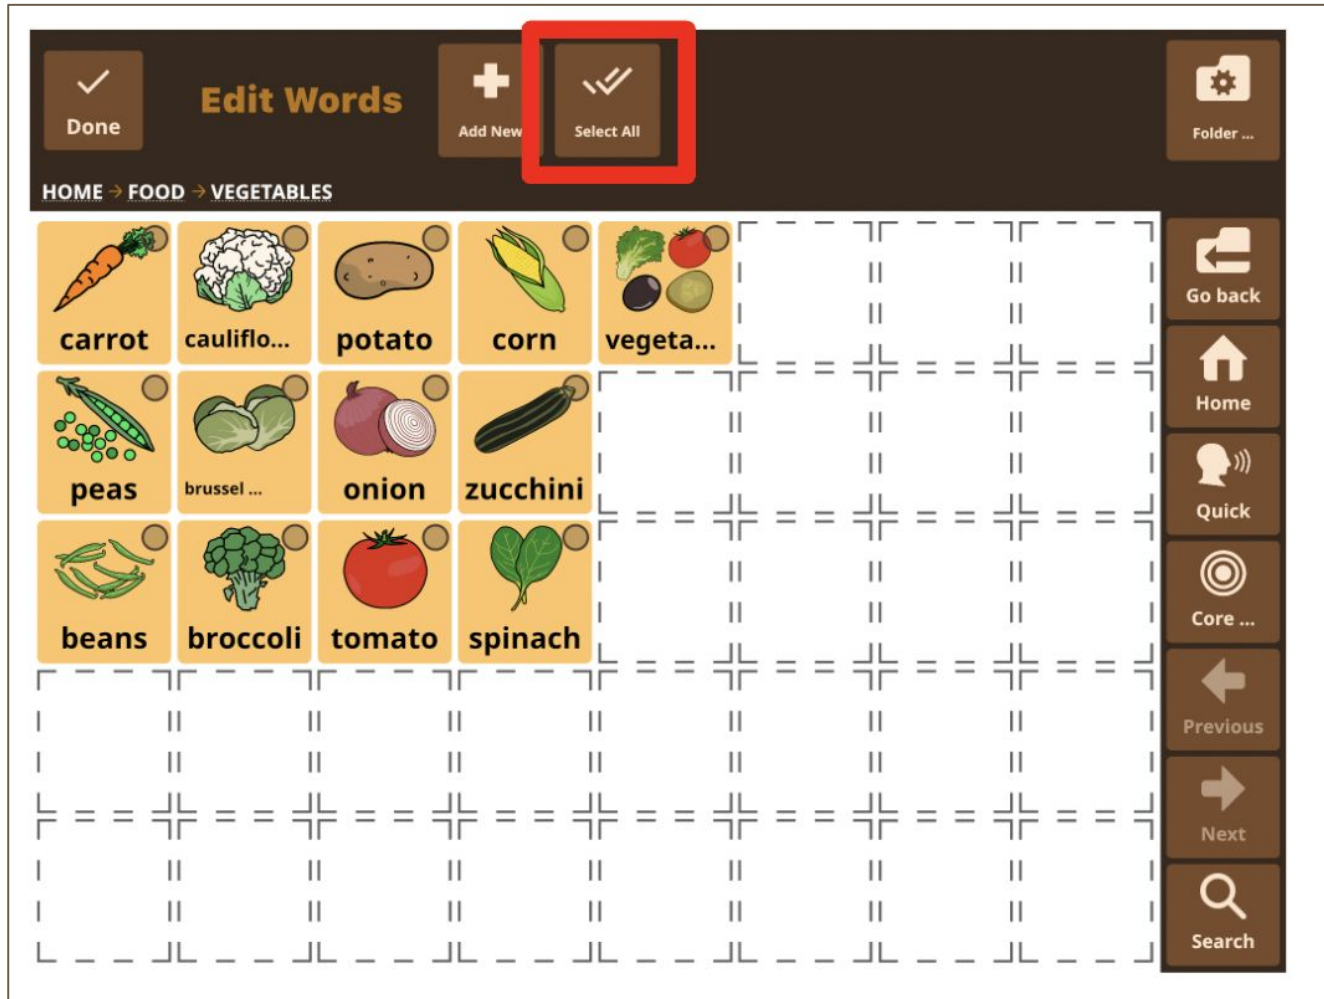 Done
Edit Words
Add New
Select All
Folder ...
HOME → FOOD → VEGETABLES
carrot
cauliflo...
potato
corn
vegeta...
Go back
Home
peas
brussel ...
onion
zucchini
Quick
beans
broccoli
tomato
spinach
Core ...
Previous
Next
Search